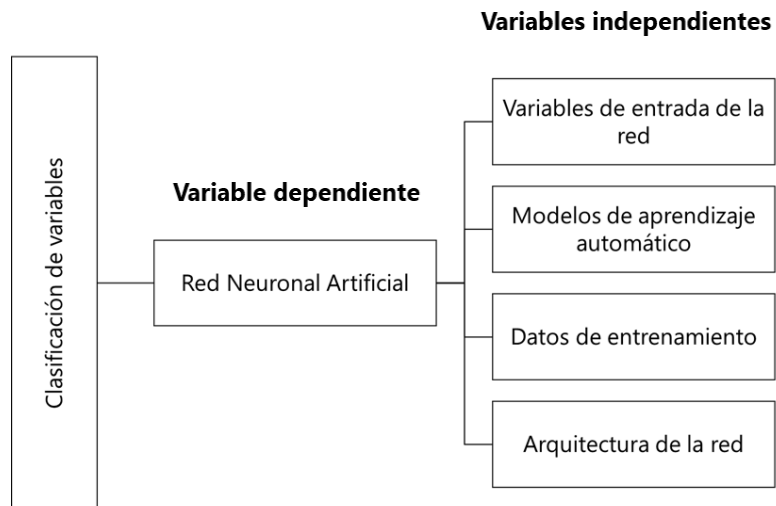 Variables independientes
Clasificación de variables
Variable dependiente
Red Neuronal Artificial
Variables de entrada de la
red
Modelos de aprendizaje
automático
Datos de entrenamiento
Arquitectura de la red